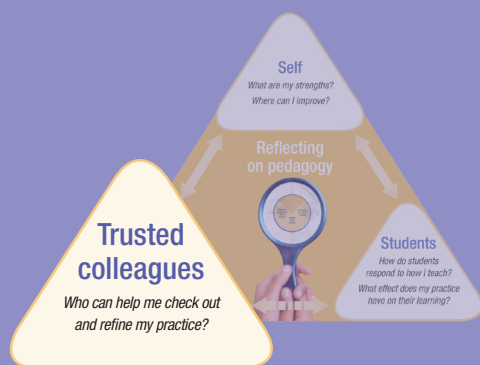 Self
What are my strengths?
Where can I improve?
Reflecting
on pedagogy
Trusted
colleagues
Who can help me check out
and refine my practice?
Students
How do students
respond to how I teach?
What effect does my practice
have on their learning?